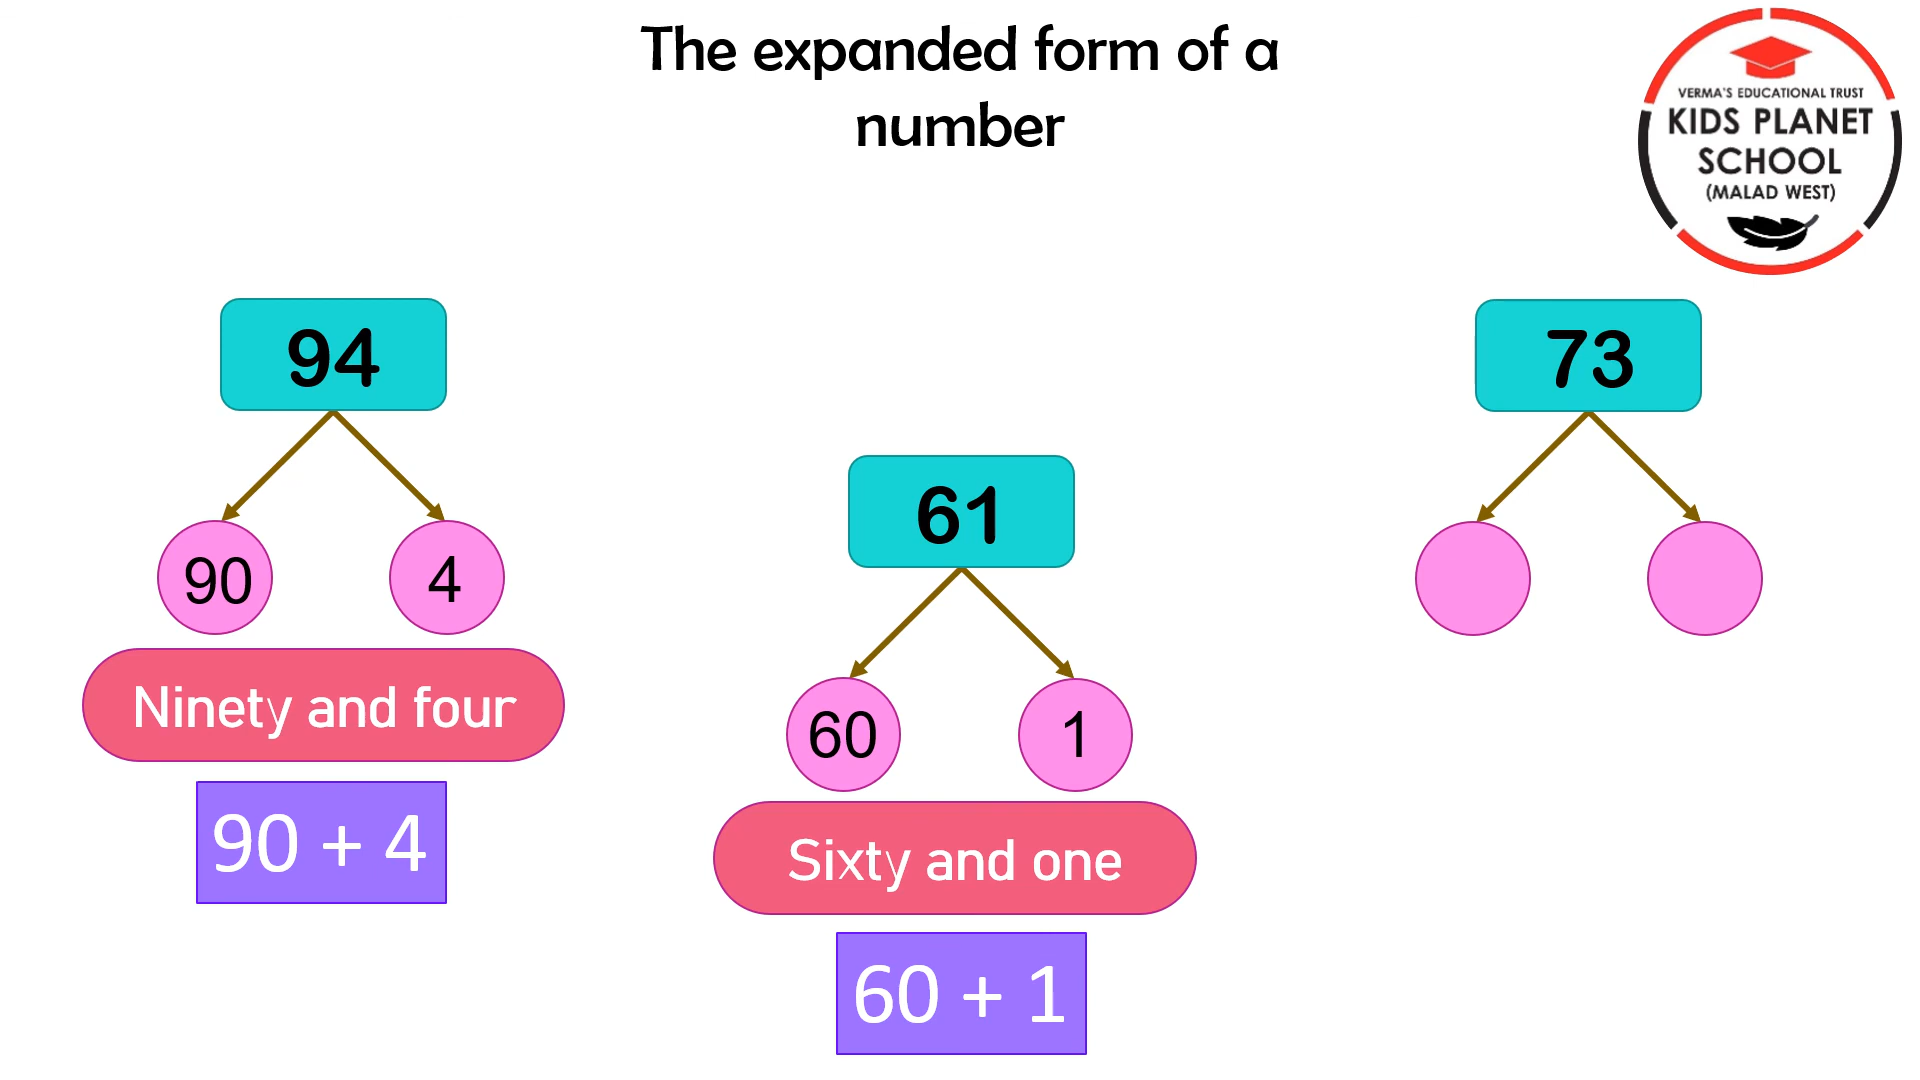 The expanded form of a
number
VERMA'S EDUCATIONAL TRUST
KIDS PLANET
SCHOOL
(MALAD WEST)
94
90
4
Ninety and four
90 + 4
61
60
1
Sixty and one
60 + 1
73